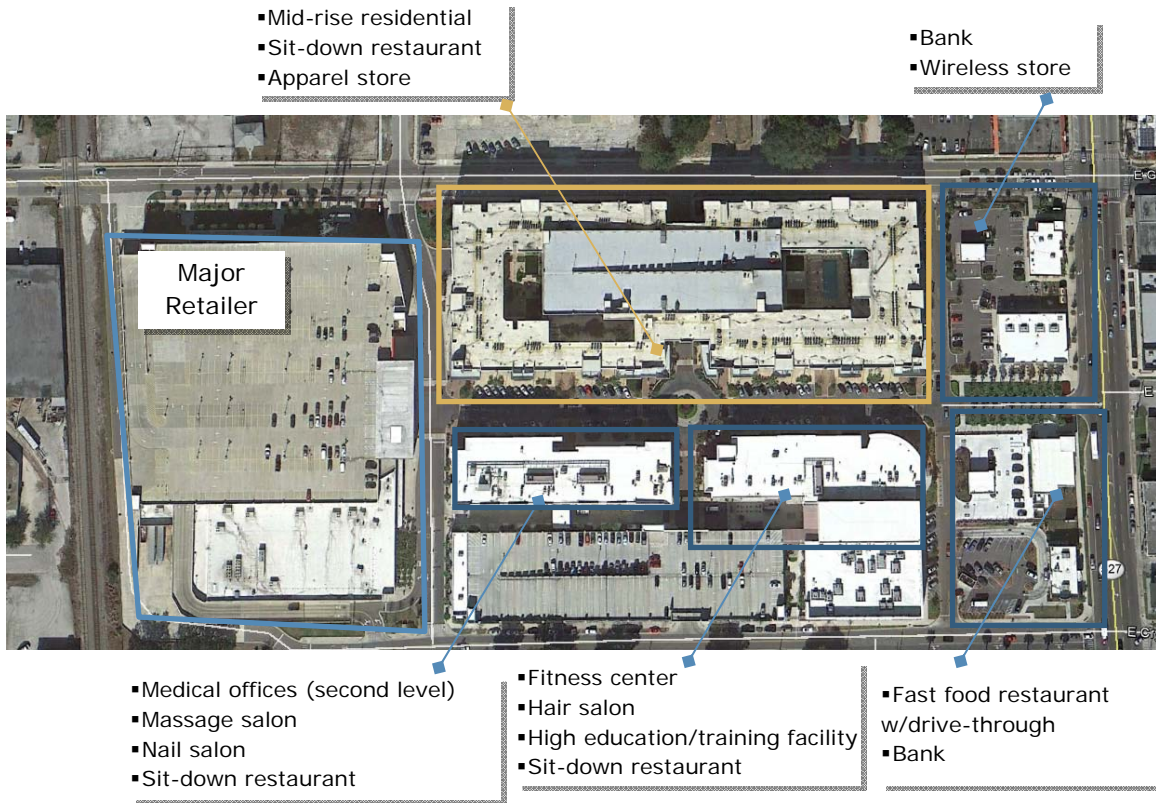 ▪Mid-rise residential
▪Sit-down restaurant
▪Apparel store
▪Bank
▪Wireless store
E G
Major
Retailer
E
27
E Cr
▪Medical offices (second level)
▪Massage salon
▪Nail salon
▪Sit-down restaurant
▪Fitness center
▪Hair salon
▪High education/training facility
▪Sit-down restaurant
▪Fast food restaurant
w/drive-through
▪Bank